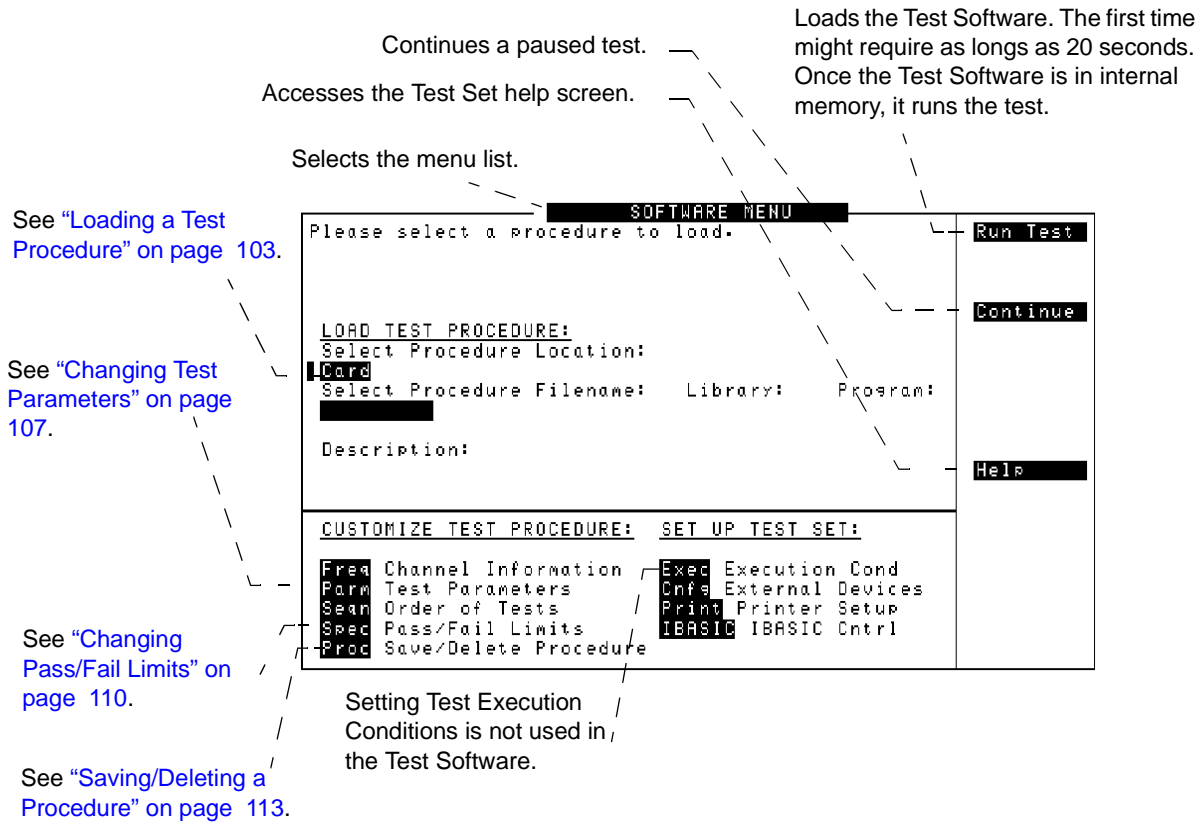 Loads the Test Software. The first time
might require as longs as 20 seconds.
Once the Test Software is in internal
memory, it runs the test.
Continues a paused test.
Accesses the Test Set help screen.
Selects the menu list.
See “Loading a Test
Procedure” on page 103.
See “Changing Test
Parameters” on page
107.
See “Changing
Pass/Fail Limits” on
page 110.
See “Saving/Deleting a
Procedure” on page 113.
SOFTWARE MENU
Please select a procedure to load.
LOAD TEST PROCEDURE:
Select Procedure Location:
Card
Select Procedure Filename: Library: Program:
Description:
CUSTOMIZE TEST PROCEDURE:
Freq Channel Information
Parm Test Parameters
Seqn Order of Tests
Spec Pass/Fail Limits
Proc Save/Delete Procedure
SET UP TEST SET:
Exec Execution Cond
Cnfg External Devices
Print Printer Setup
IBASIC IBASIC Cntrl
Run Test
Continue
Help
Setting Test Execution
Conditions is not used in
the Test Software.